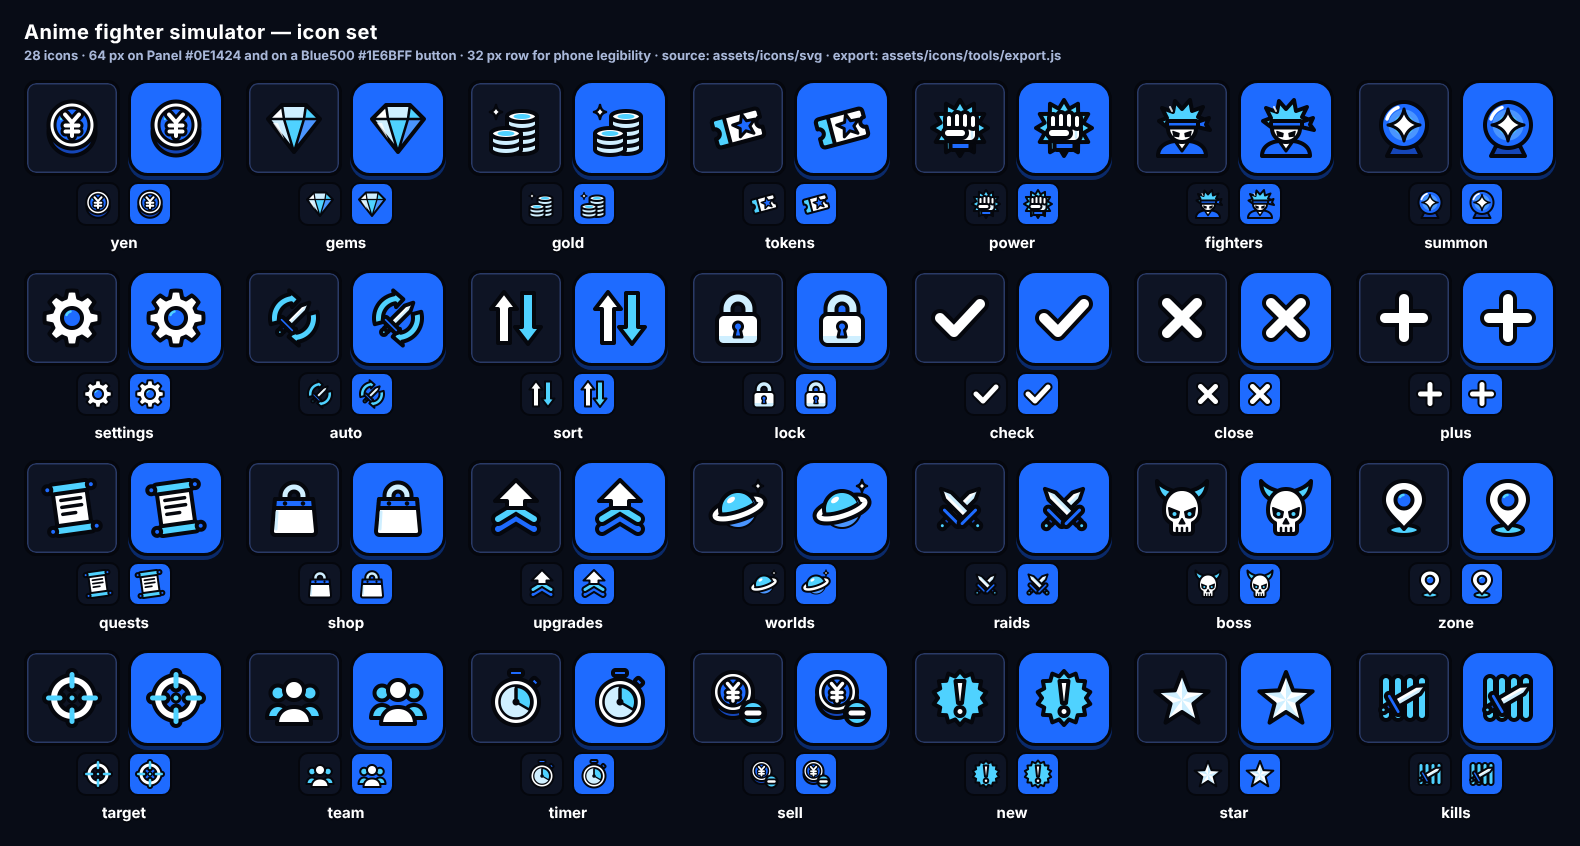 Anime fighter simulator — icon set
28 icons · 64 px on Panel #0E1424 and on a Blue500 #1E6BFF button · 32 px row for phone legibility · source: assets/icons/svg · export: assets/icons/tools/export.js
yen gems gold tokens power fighters summon
settings auto sort lock check close plus
quests shop upgrades worlds raids boss zone
target team timer sell new star kills